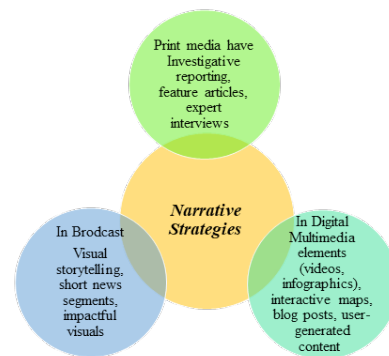 Print media have
Investigative
reporting,
feature articles,
expert
interviews
Narrative
Strategies
In Brodcast
Visual
storytelling,
short news
segments,
impactful
visuals
In Digital
Multimedia
elements
(videos,
infographics),
interactive maps,
blog posts, user-
generated
content